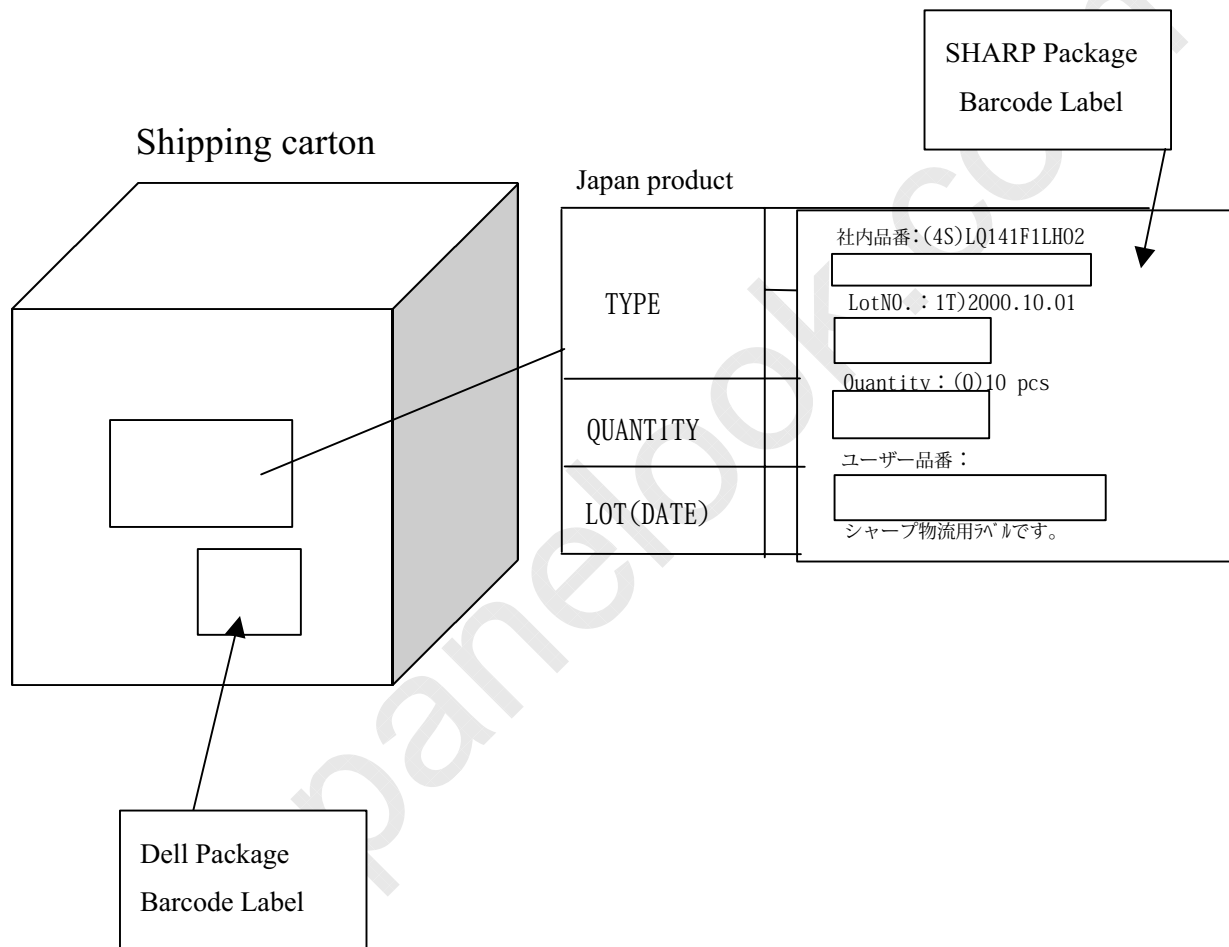 SHARP Package
Barcode Label
Shipping carton
Japan product
社内品番：(4S)LQ141F1LH02
TYPE
LotNO.：1T)2000.10.01
Quantity：(Q)10 pcs
QUANTITY
ユーザー品番：
LOT(DATE)
シャープ物流用ﾗﾍﾞﾙです。
Dell Package
Barcode Label
panelook.com